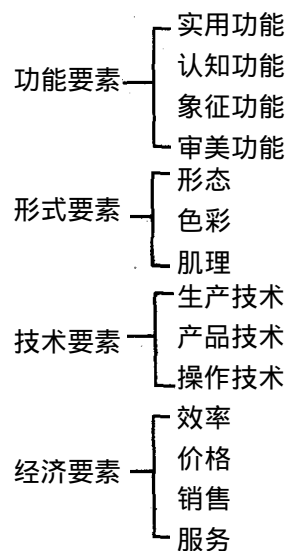 功能要素
实用功能
认知功能
象征功能
审美功能
形式要素
形态
色彩
肌理
技术要素
生产技术
产品技术
操作技术
经济要素
效率
价格
销售
服务